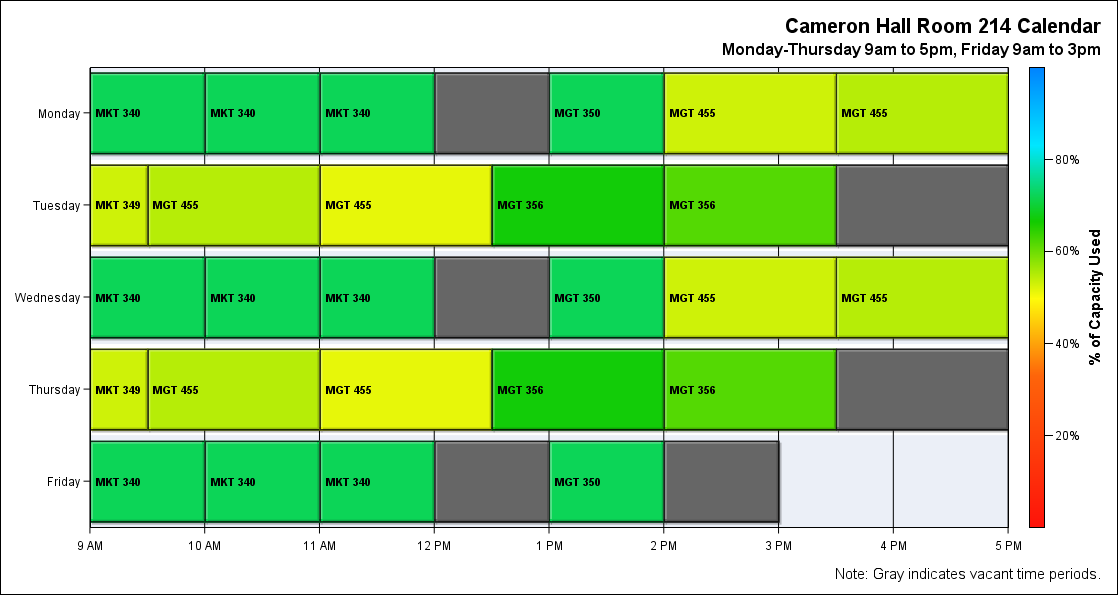 Cameron Hall Room 214 Calendar
Monday-Thursday 9am to 5pm, Friday 9am to 3pm
Monday
MKT 340
MKT 340
MKT 340
MGT 350
MGT 455
MGT 455
Tuesday
MKT 349
MGT 455
MGT 455
MGT 356
MGT 356
Wednesday
MKT 340
MKT 340
MKT 340
MGT 350
MGT 455
MGT 455
Thursday
MKT 349
MGT 455
MGT 455
MGT 356
MGT 356
Friday
MKT 340
MKT 340
MKT 340
MGT 350
9 AM
10 AM
11 AM
12 PM
1 PM
2 PM
3 PM
4 PM
5 PM
80%
60%
40%
20%
% of Capacity Used
Note: Gray indicates vacant time periods.